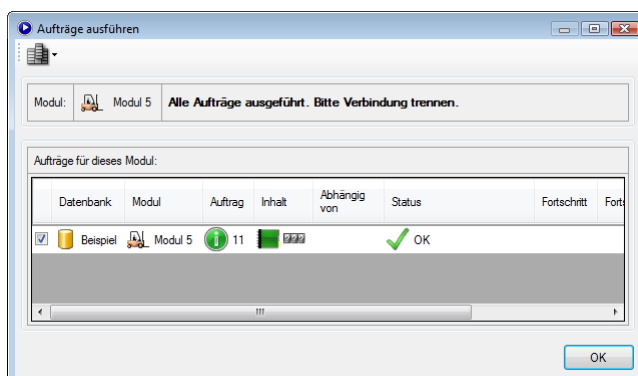 Aufträge ausführen
Modul: Modul 5 Alle Aufträge ausgeführt. Bitte Verbindung trennen.
Aufträge für dieses Modul:
Datenbank Modul Auftrag Inhalt Abhängig von Status Fortschritt Forts
Beispiel Modul 5 11 OK
OK